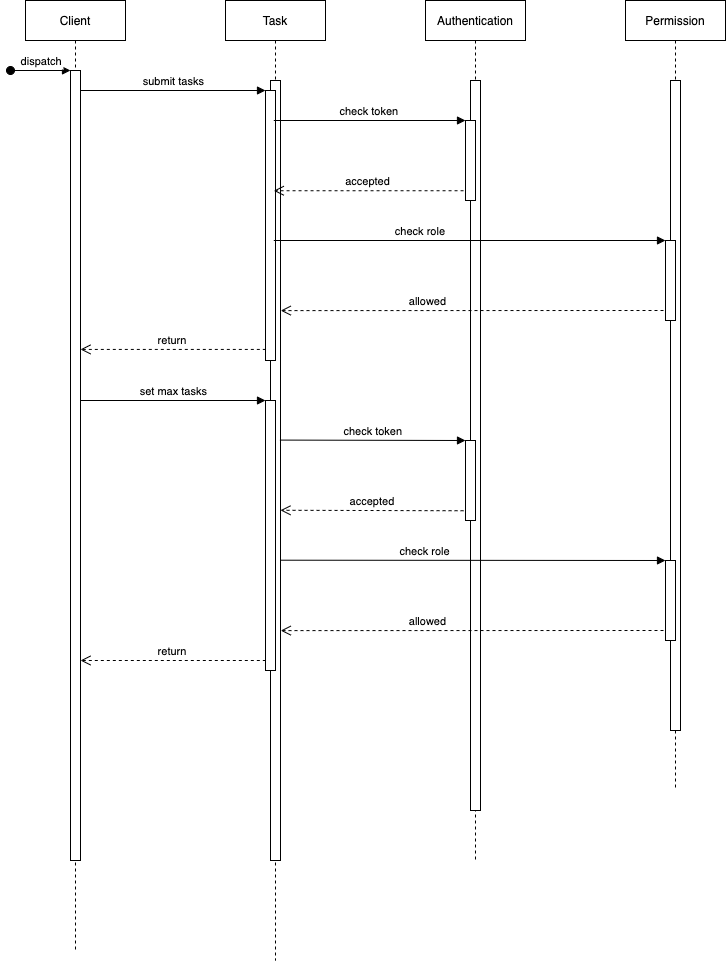 Client
Task
Authentication
Permission
dispatch
submit tasks
check token
accepted
check role
allowed
return
set max tasks
check token
accepted
check role
allowed
return